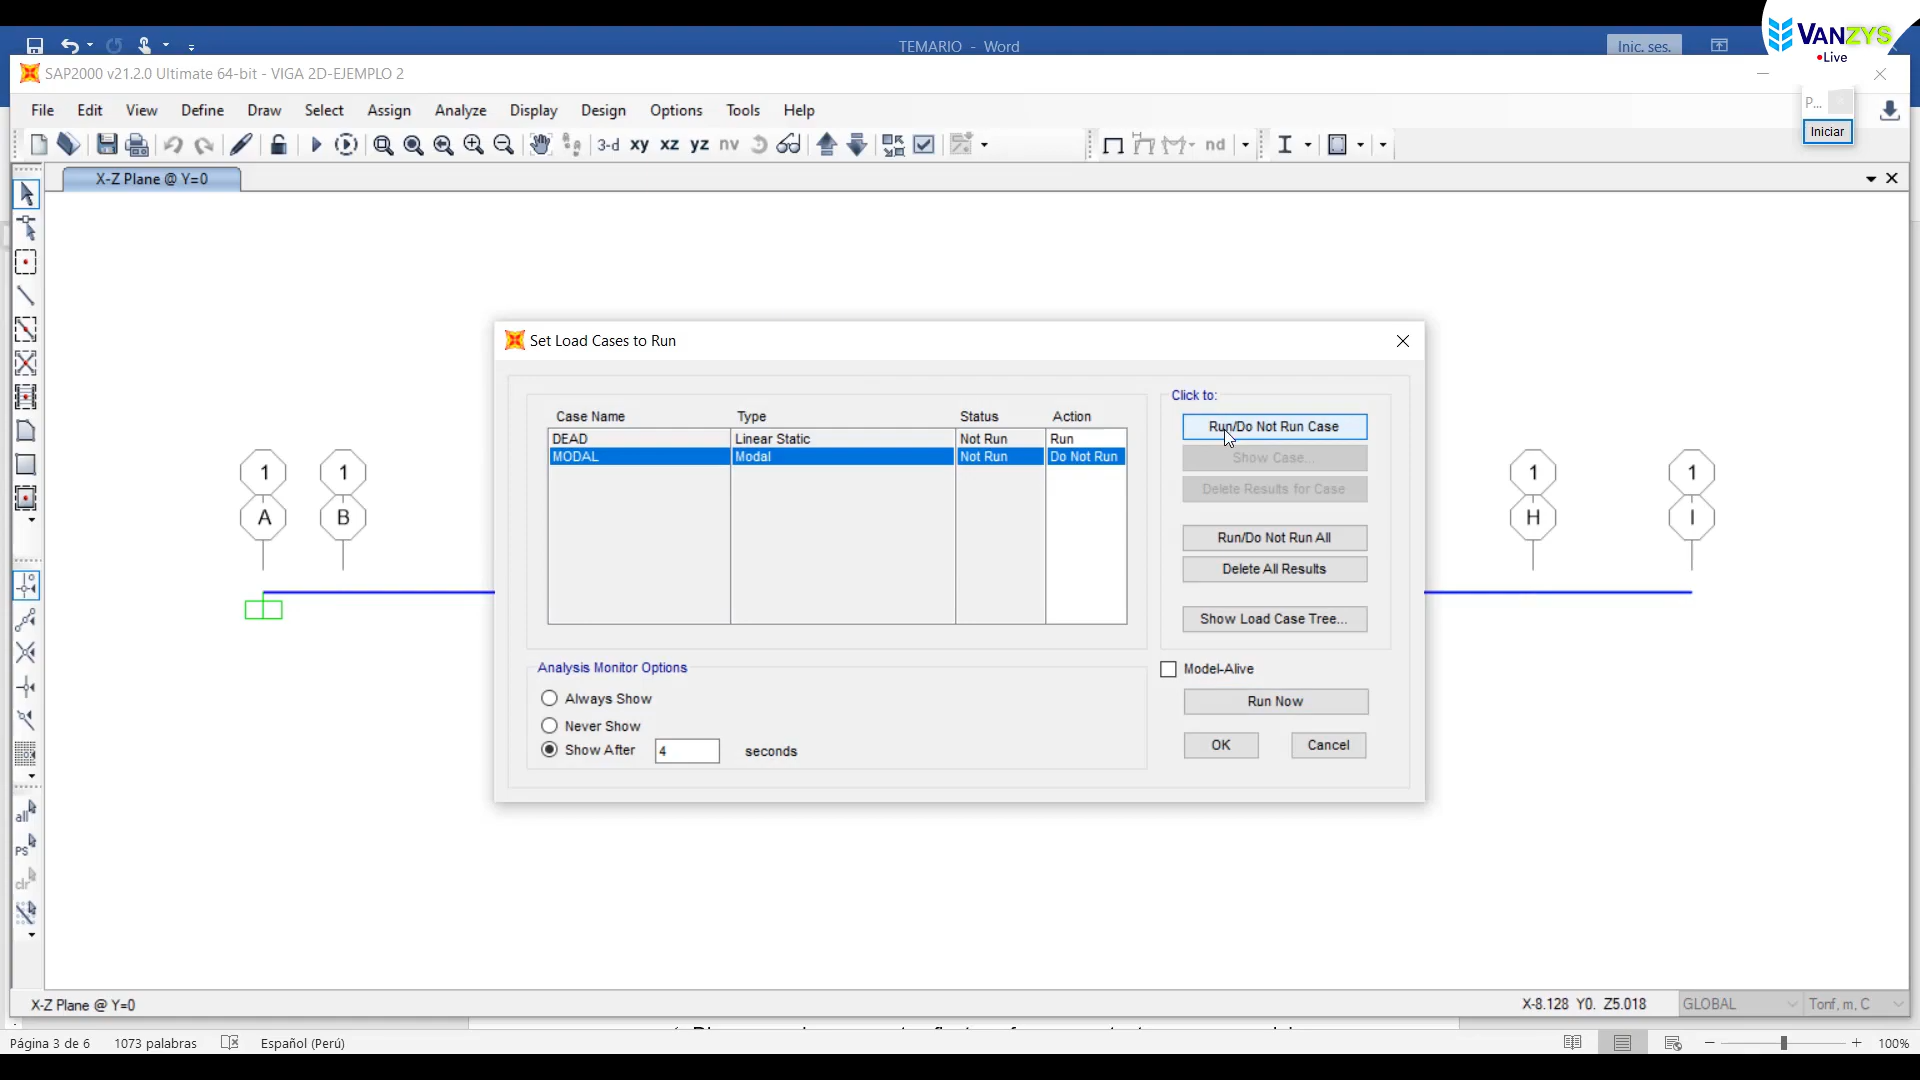 VANZYS
Live
TEMARIO - Word
Inic. ses.
SAP2000 v21.2.0 Ultimate 64-bit - VIGA 2D-EJEMPLO 2
P...
File Edit View Define Draw Select Assign Analyze Display Design Options Tools Help
Iniciar
3-d xy xz yz nv nd
X-Z Plane @ Y=0
Set Load Cases to Run
Click to:
Case Name Type Status Action
DEAD Linear Static Not Run Run
MODAL Modal Not Run Do Not Run
Run/Do Not Run Case
Show Case...
Delete Results for Case
Run/Do Not Run All
Delete All Results
Show Load Case Tree...
1 1 1 1
A B H I
Analysis Monitor Options
Always Show
Never Show
Show After 4 seconds
Model-Alive
Run Now
OK Cancel
all
PS
clr
X-Z Plane @ Y=0
X-8.128 Y0. Z5.018 GLOBAL Tonf, m, C
Página 3 de 6 1073 palabras Español (Perú) 100%